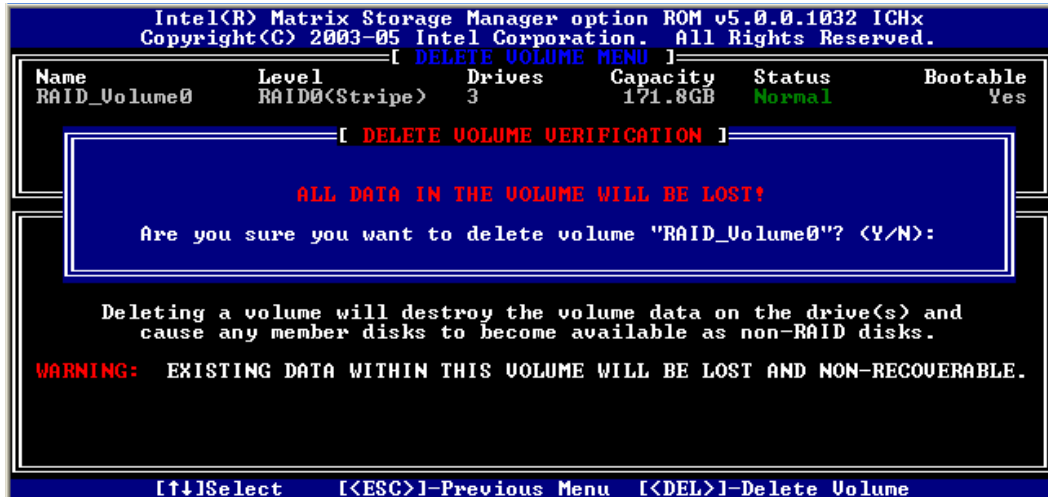 Intel(R) Matrix Storage Manager option ROM v5.0.0.1032 ICHx
Copyright(C) 2003-05 Intel Corporation. All Rights Reserved.
[ DELETE VOLUME MENU ]
Name Level Drives Capacity Status Bootable
RAID_Volume0 RAID0(Stripe) 3 171.8GB Normal Yes
[ DELETE VOLUME VERIFICATION ]
ALL DATA IN THE VOLUME WILL BE LOST!
Are you sure you want to delete volume "RAID_Volume0"? (Y/N):
Deleting a volume will destroy the volume data on the drive(s) and
cause any member disks to become available as non-RAID disks.
WARNING: EXISTING DATA WITHIN THIS VOLUME WILL BE LOST AND NON-RECOVERABLE.
[↑↓]Select [<ESC>]-Previous Menu [<DEL>]-Delete Volume